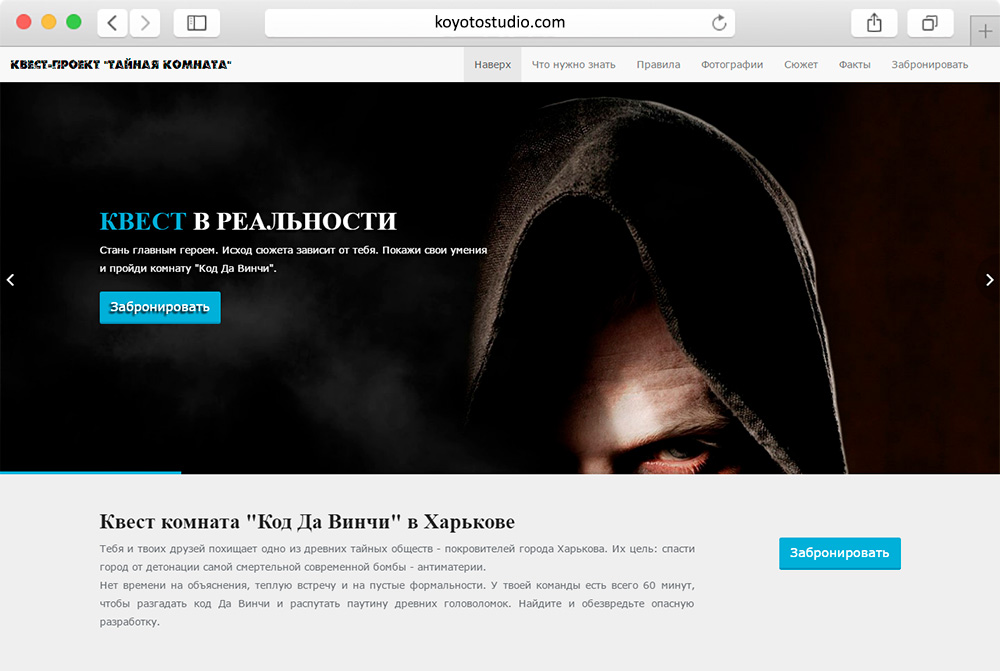 koyotostudio.com
КВЕСТ-ПРОЕКТ "ТАЙНАЯ КОМНАТА"
Наверх Что нужно знать Правила Фотографии Сюжет Факты Забронировать
КВЕСТ В РЕАЛЬНОСТИ
Стань главным героем. Исход сюжета зависит от тебя. Покажи свои умения
и пройди комнату "Код Да Винчи".
Забронировать
Квест комната "Код Да Винчи" в Харькове
Тебя и твоих друзей похищает одно из древних тайных обществ - покровителей города Харькова. Их цель: спасти
город от детонации самой смертельной современной бомбы - антиматерии.
Нет времени на объяснения, теплую встречу и на пустые формальности. У твоей команды есть всего 60 минут,
чтобы разгадать код Да Винчи и распутать паутину древних головоломок. Найдите и обезвредьте опасную
разработку.
Забронировать